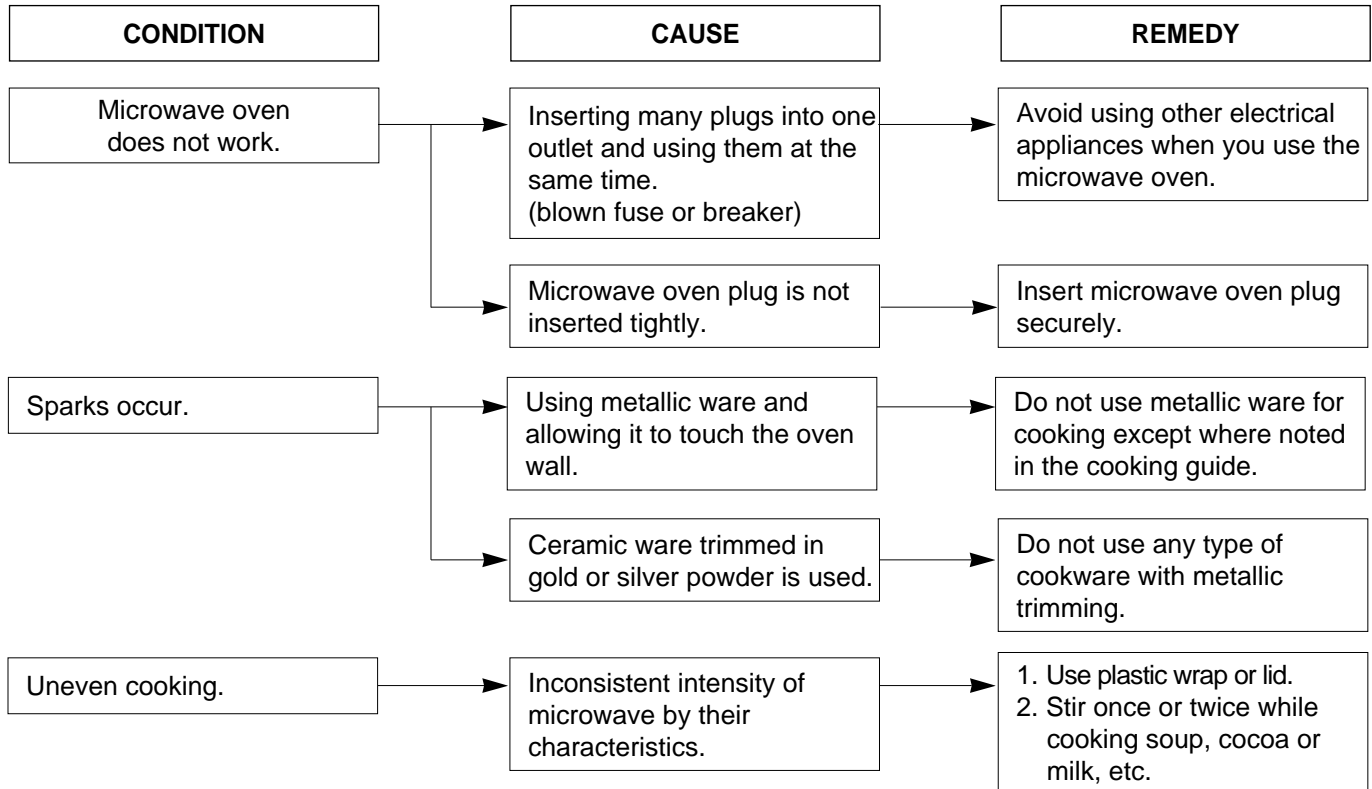 CONDITION
CAUSE
REMEDY
Microwave oven
does not work.
Inserting many plugs into one
outlet and using them at the
same time.
(blown fuse or breaker)
Avoid using other electrical
appliances when you use the
microwave oven.
Microwave oven plug is not
inserted tightly.
Insert microwave oven plug
securely.
Sparks occur.
Using metallic ware and
allowing it to touch the oven
wall.
Do not use metallic ware for
cooking except where noted
in the cooking guide.
Ceramic ware trimmed in
gold or silver powder is used.
Do not use any type of
cookware with metallic
trimming.
Uneven cooking.
Inconsistent intensity of
microwave by their
characteristics.
1. Use plastic wrap or lid.
2. Stir once or twice while
cooking soup, cocoa or
milk, etc.